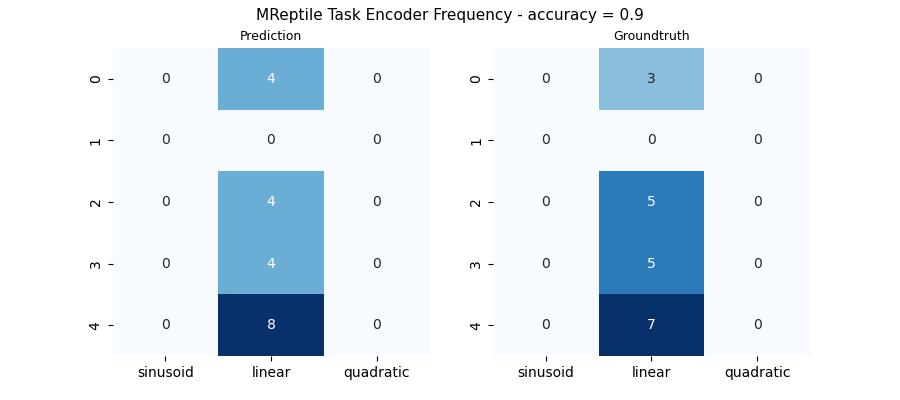 MReptile Task Encoder Frequency - accuracy = 0.9
Prediction Groundtruth
0 0 4 0 0 0 3 0
1 0 0 0 1 0 0 0
2 0 4 0 2 0 5 0
3 0 4 0 3 0 5 0
4 0 8 0 4 0 7 0
sinusoid linear quadratic sinusoid linear quadratic